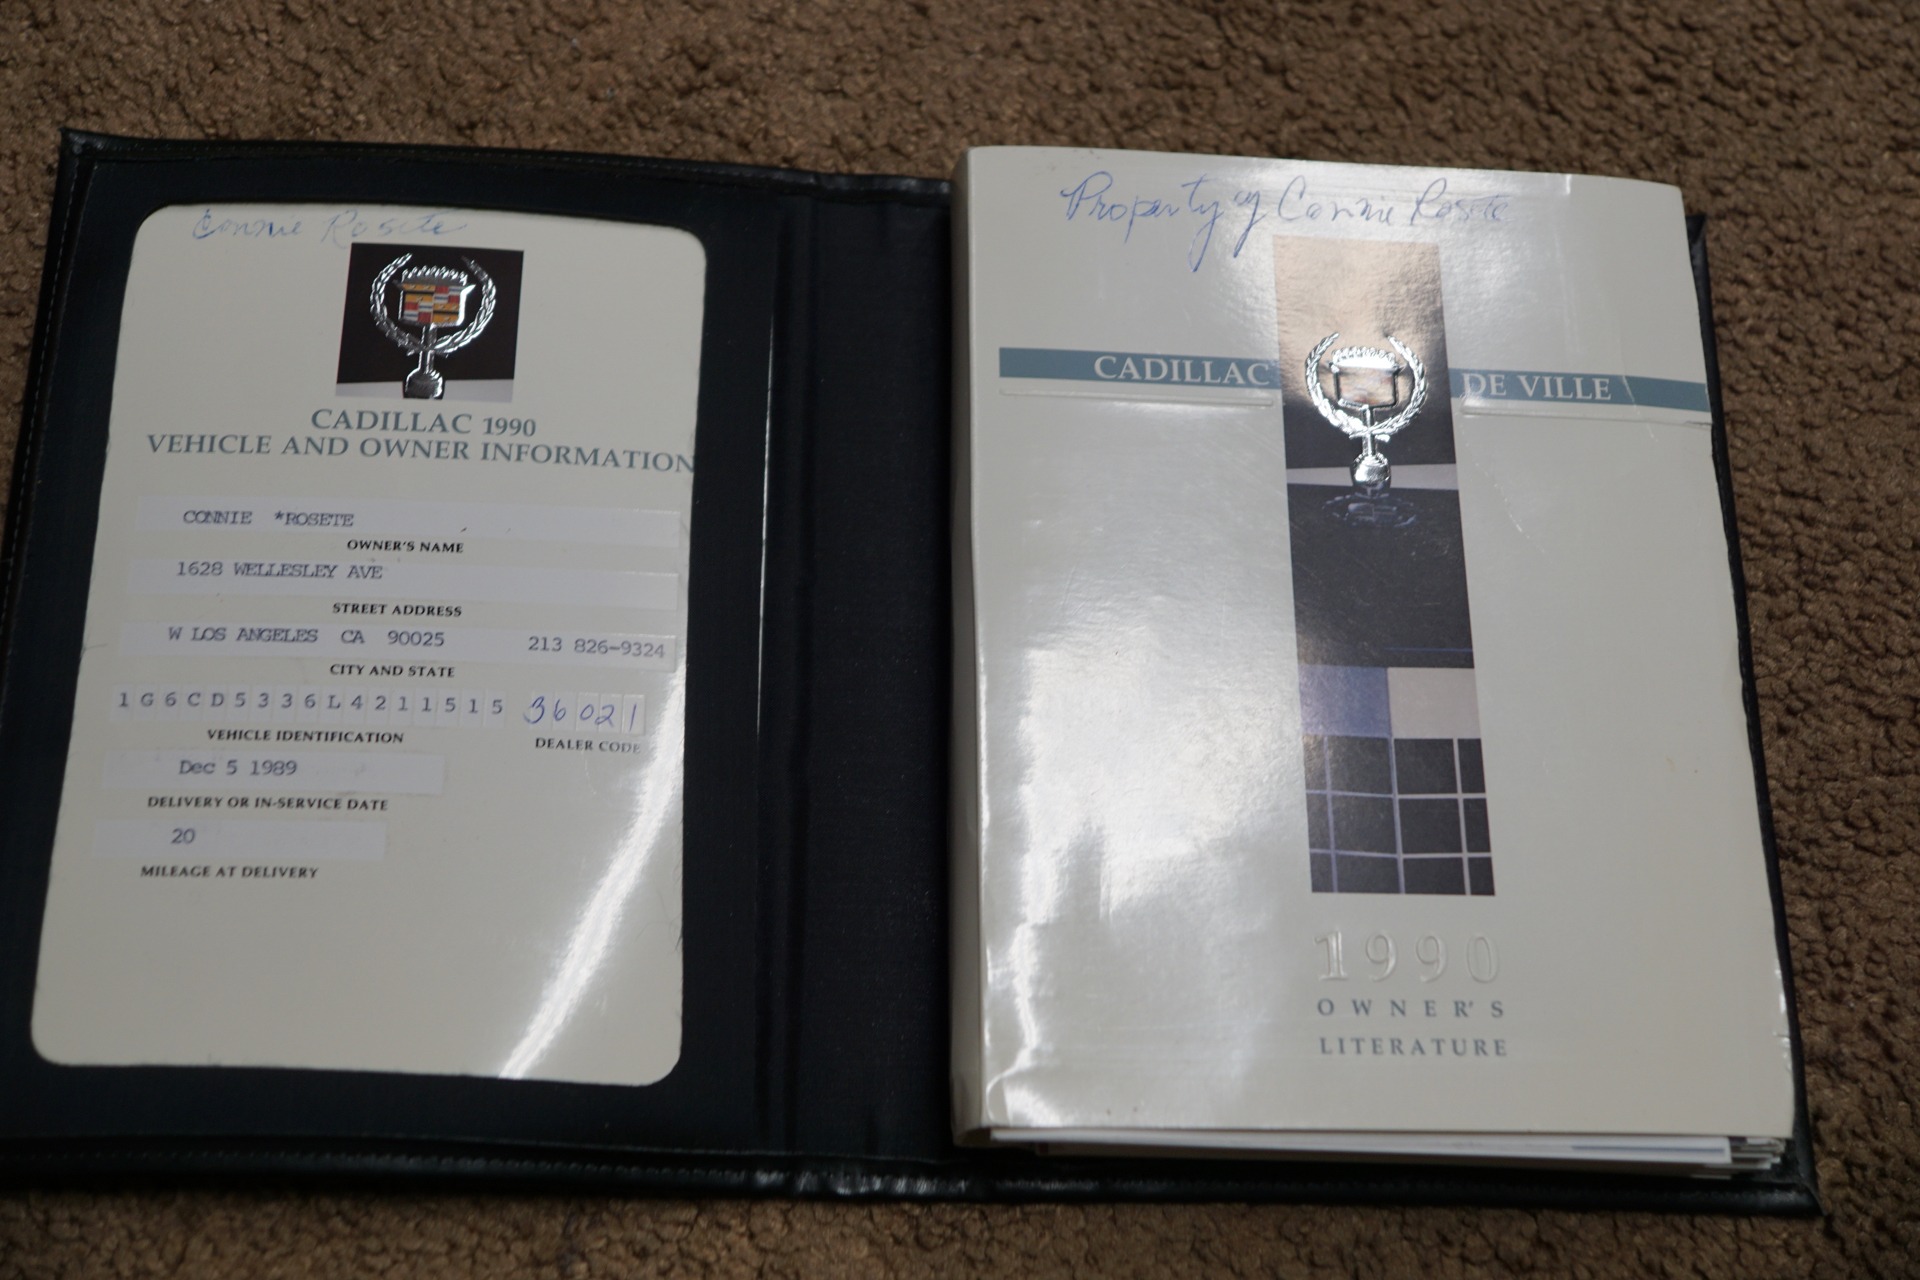 Connie Rosete
CADILLAC 1990
VEHICLE AND OWNER INFORMATION
CONNIE *ROSETE
OWNER'S NAME
1628 WELLESLEY AVE
STREET ADDRESS
W LOS ANGELES CA 90025 213 826-9324
CITY AND STATE
1G6CD5336L4211515 36021
VEHICLE IDENTIFICATION DEALER CODE
Dec 5 1989
DELIVERY OR IN-SERVICE DATE
20
MILEAGE AT DELIVERY
Property of Connie Rosete
CADILLAC DE VILLE
1990
OWNER'S
LITERATURE